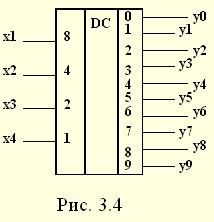 DC
x1 8 0 y0
1 y1
x2 4 2 y2
3 y3
x3 2 4 y4
5 y5
x4 1 6 y6
7 y7
8 y8
9 y9
Рис. 3.4